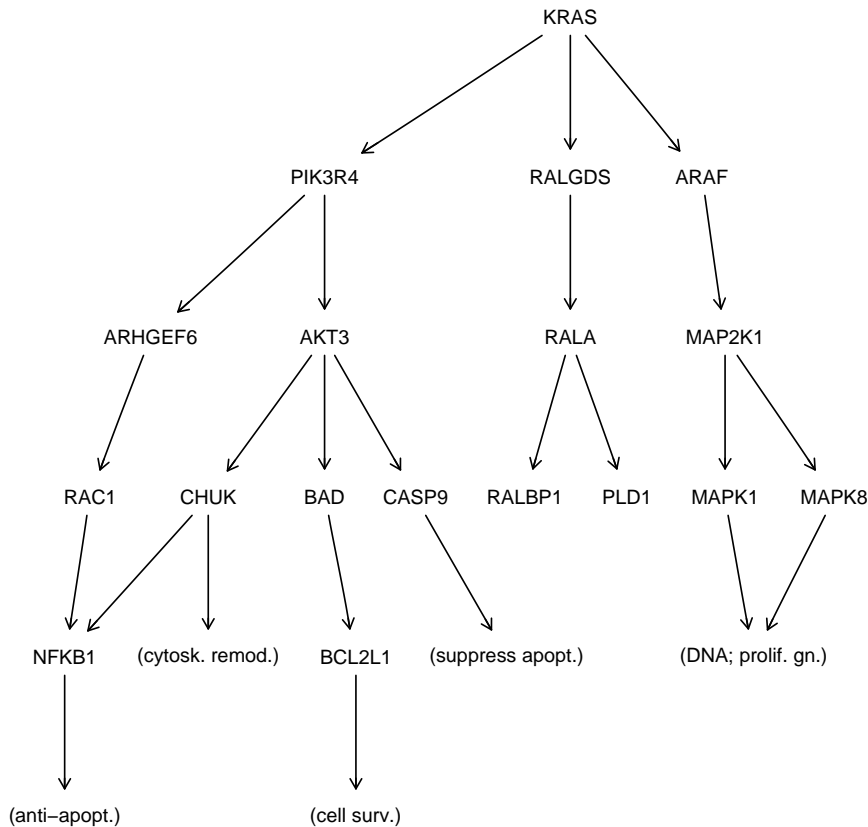 KRAS
PIK3R4 RALGDS ARAF
ARHGEF6 AKT3 RALA MAP2K1
RAC1 CHUK BAD CASP9 RALBP1 PLD1 MAPK1 MAPK8
NFKB1 (cytosk. remod.) BCL2L1 (suppress apopt.) (DNA; prolif. gn.)
(anti−apopt.) (cell surv.)